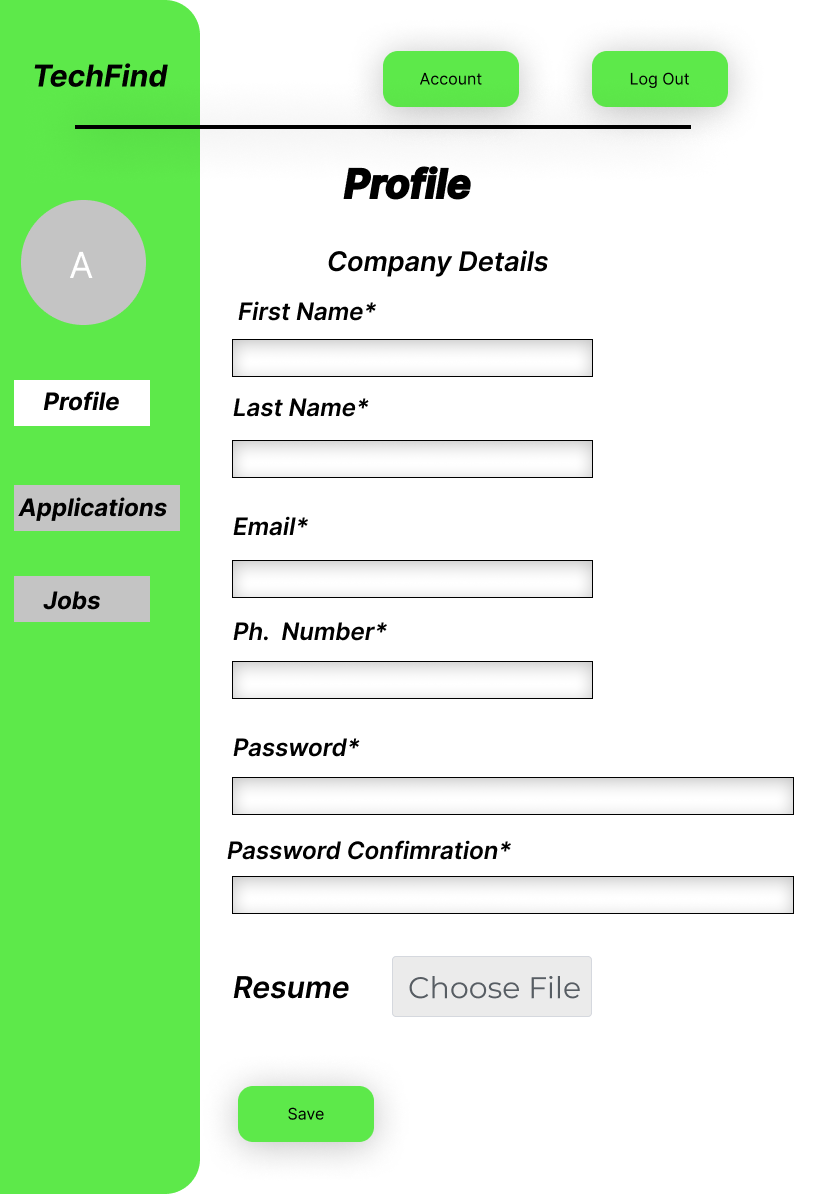 TechFind
Account
Log Out
Profile
A
Company Details
First Name*
Profile
Last Name*
Applications
Email*
Jobs
Ph. Number*
Password*
Password Confimration*
Resume
Choose File
Save